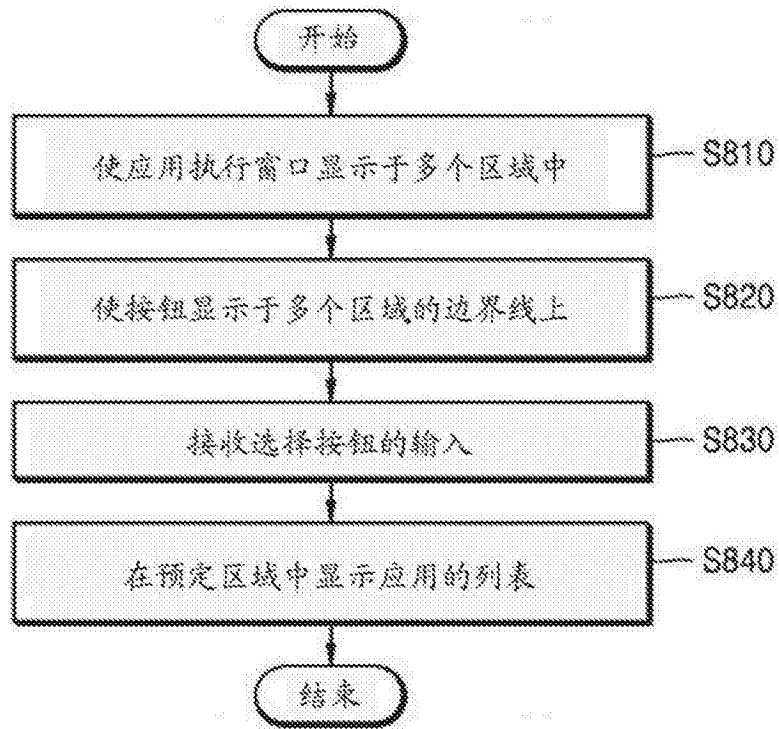 开始
使应用执行窗口显示于多个区域中
S810
使按钮显示于多个区域的边界线上
S820
接收选择按钮的输入
S830
在预定区域中显示应用的列表
S840
结束